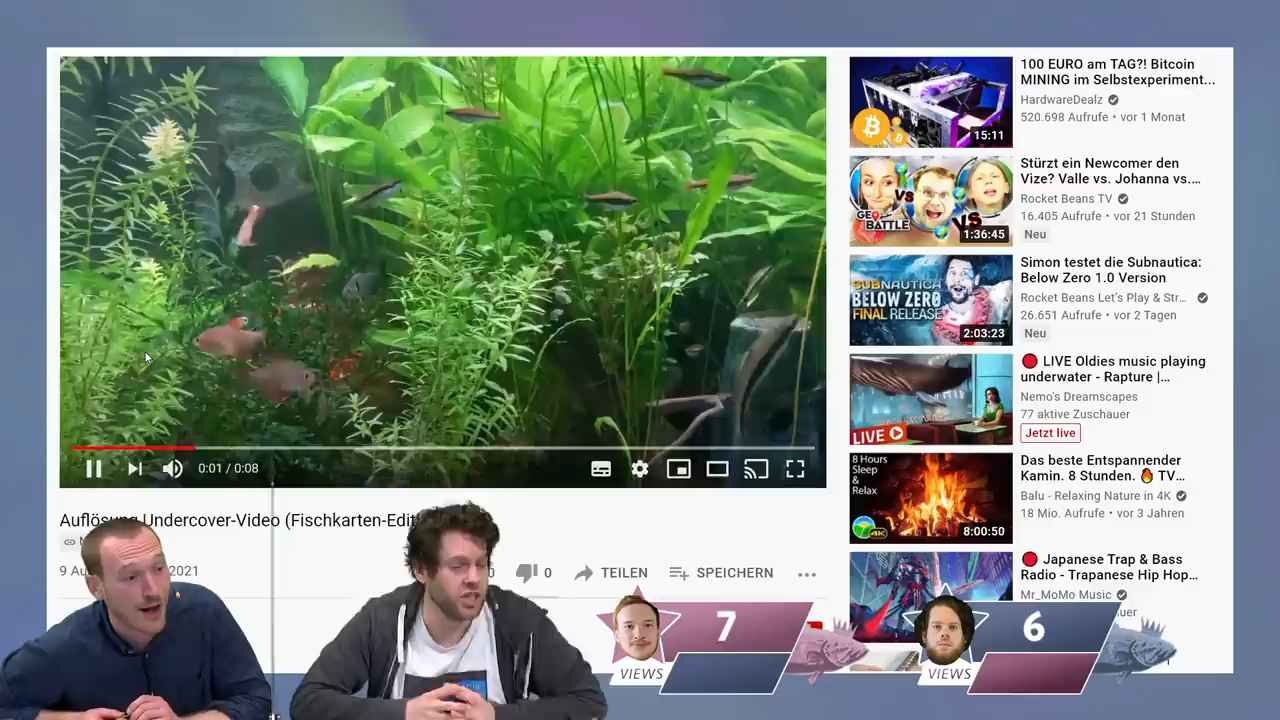 100 EURO am TAG?! Bitcoin
MINING im Selbstexperiment...
HardwareDealz
520.698 Aufrufe • vor 1 Monat
15:11
Stürzt ein Newcomer den
Vize? Valle vs. Johanna vs....
Rocket Beans TV
16.405 Aufrufe • vor 21 Stunden
Neu
VS
VS
GEO
BATTLE
1:36:45
Simon testet die Subnautica:
Below Zero 1.0 Version
Rocket Beans Let's Play & Str...
26.651 Aufrufe • vor 2 Tagen
Neu
SUBNAUTICA
BELOW ZERO
FINAL RELEASE
2:03:23
LIVE Oldies music playing
underwater - Rapture |...
Nemo's Dreamscapes
77 aktive Zuschauer
Jetzt live
LIVE
Das beste Entspannender
Kamin. 8 Stunden. 🔥 TV...
Balu - Relaxing Nature in 4K
18 Mio. Aufrufe • vor 3 Jahren
8 Hours
Sleep
&
Relax
4K
8:00:50
Japanese Trap & Bass
Radio - Trapanese Hip Hop...
Mr_MoMo Music
0:01 / 0:08
Auflösung Undercover-Video (Fischkarten-Edit
9 Au
2021
0
0
TEILEN
SPEICHERN
7
VIEWS
6
VIEWS